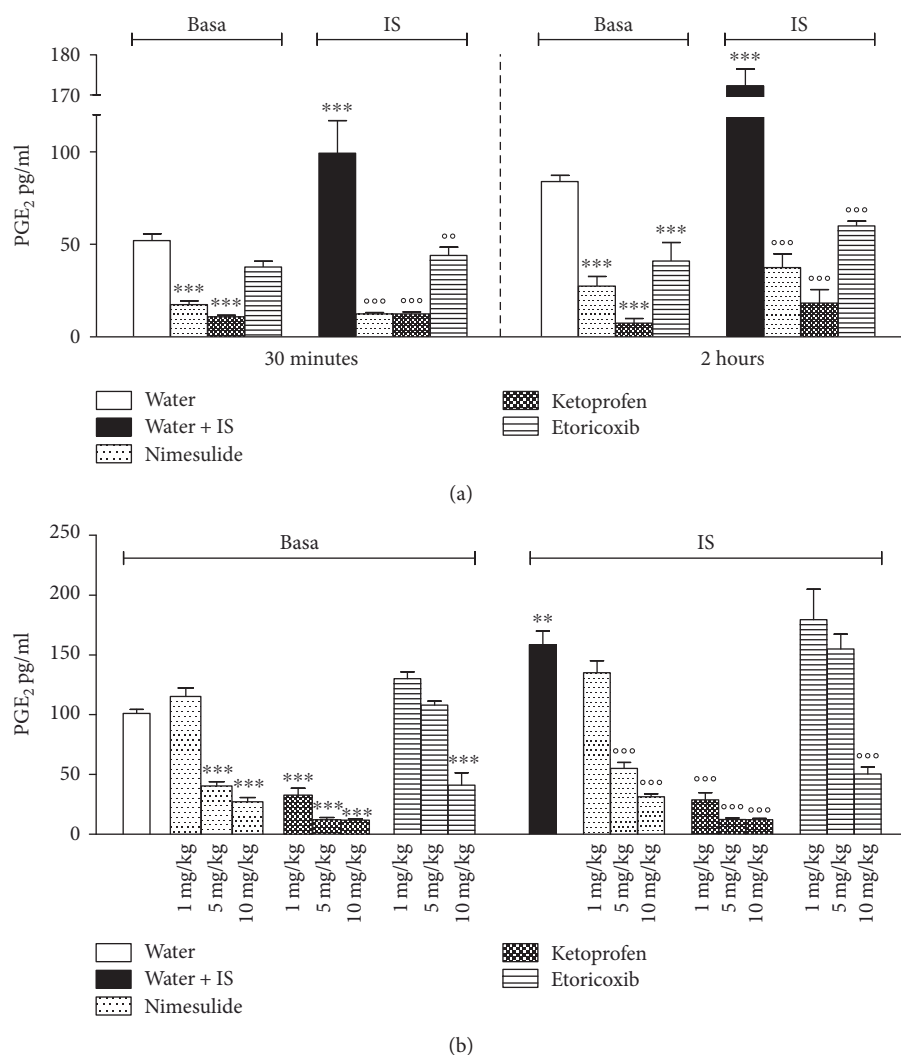 Basa IS Basa IS
180
170
100
50
0
PGE₂ pg/ml
*** *** *** °°° °°° °° *** *** *** *** °°° °°° °°°
30 minutes 2 hours
Water
Water + IS
Nimesulide
Ketoprofen
Etoricoxib
(a)
250
200
150
100
50
0
PGE₂ pg/ml
Basa IS
*** *** *** *** *** *** ** °°° °°° °°° °°° °°° °°°
1 mg/kg
5 mg/kg
10 mg/kg
1 mg/kg
5 mg/kg
10 mg/kg
1 mg/kg
5 mg/kg
10 mg/kg
1 mg/kg
5 mg/kg
10 mg/kg
1 mg/kg
5 mg/kg
10 mg/kg
1 mg/kg
5 mg/kg
10 mg/kg
Water
Water + IS
Nimesulide
Ketoprofen
Etoricoxib
(b)